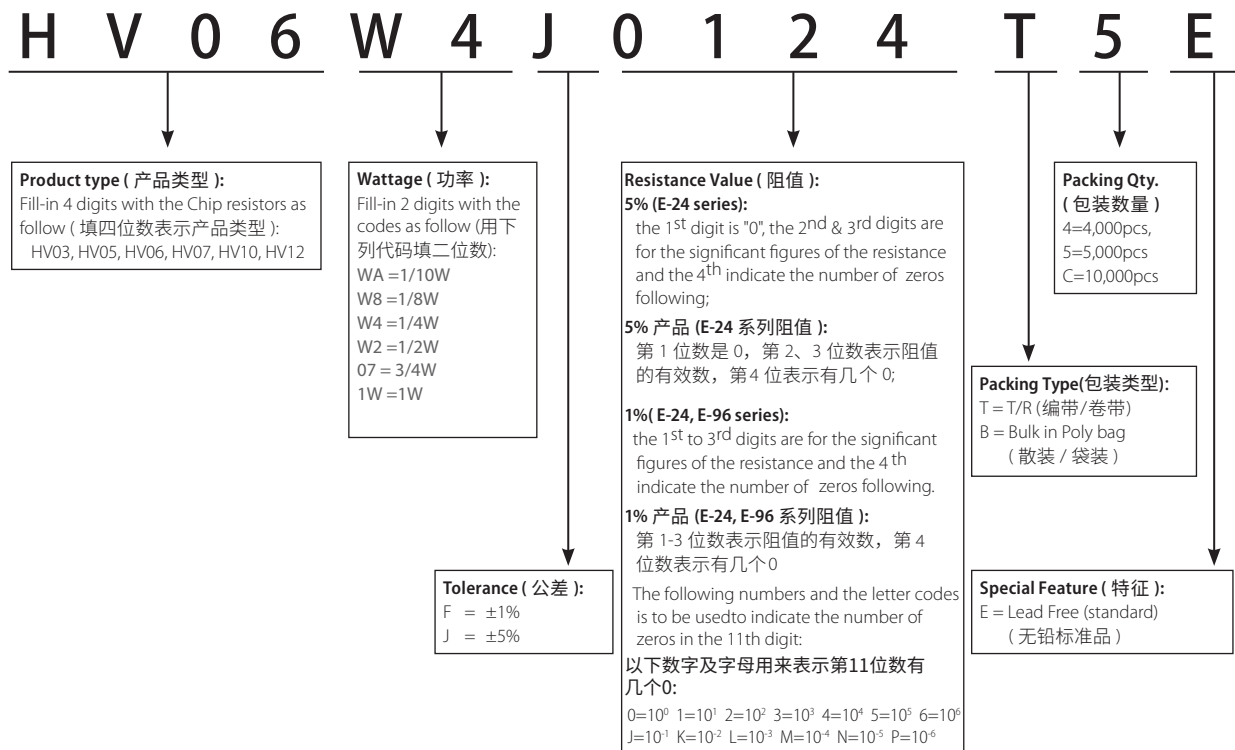 H V 0 6 W 4 J 0 1 2 4 T 5 E
Product type ( 产品类型 ):
Fill-in 4 digits with the Chip resistors as
follow ( 填四位数表示产品类型 ):
HV03, HV05, HV06, HV07, HV10, HV12
Wattage ( 功率 ):
Fill-in 2 digits with the
codes as follow (用下
列代码填二位数):
WA =1/10W
W8 =1/8W
W4 =1/4W
W2 =1/2W
07 = 3/4W
1W =1W
Tolerance ( 公差 ):
F = ±1%
J = ±5%
Resistance Value ( 阻值 ):
5% (E-24 series):
the 1st digit is "0", the 2nd & 3rd digits are
for the significant figures of the resistance
and the 4th indicate the number of zeros
following;
5% 产品 (E-24 系列阻值 ):
第 1 位数是 0，第 2、3 位数表示阻值
的有效数，第4 位表示有几个 0;
1%( E-24, E-96 series):
the 1st to 3rd digits are for the significant
figures of the resistance and the 4 th
indicate the number of zeros following.
1% 产品 (E-24, E-96 系列阻值 ):
第 1-3 位数表示阻值的有效数，第 4
位数表示有几个0
The following numbers and the letter codes
is to be usedto indicate the number of
zeros in the 11th digit:
以下数字及字母用来表示第11位数有
几个0:
0=10⁰ 1=10¹ 2=10² 3=10³ 4=10⁴ 5=10⁵ 6=10⁶
J=10⁻¹ K=10⁻² L=10⁻³ M=10⁻⁴ N=10⁻⁵ P=10⁻⁶
Packing Qty.
( 包装数量 )
4=4,000pcs,
5=5,000pcs
C=10,000pcs
Packing Type(包装类型):
T = T/R (编带/卷带)
B = Bulk in Poly bag
( 散装 / 袋装 )
Special Feature ( 特征 ):
E = Lead Free (standard)
( 无铅标准品 )